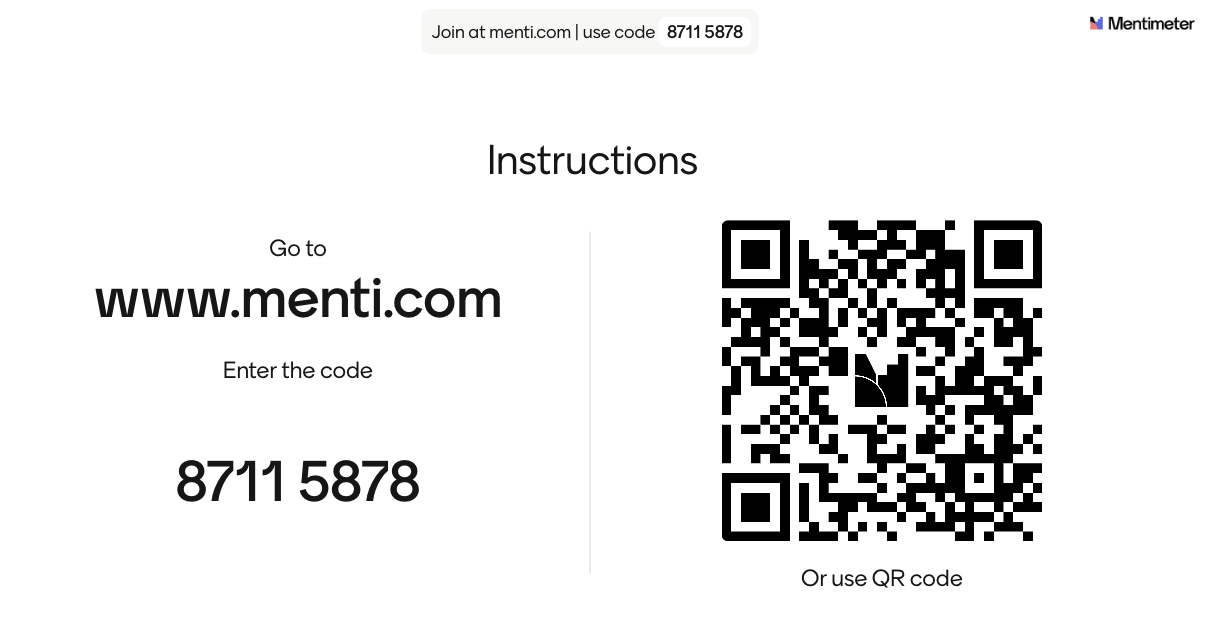 Join at menti.com | use code 8711 5878
Mentimeter
Instructions
Go to
www.menti.com
Enter the code
8711 5878
Or use QR code